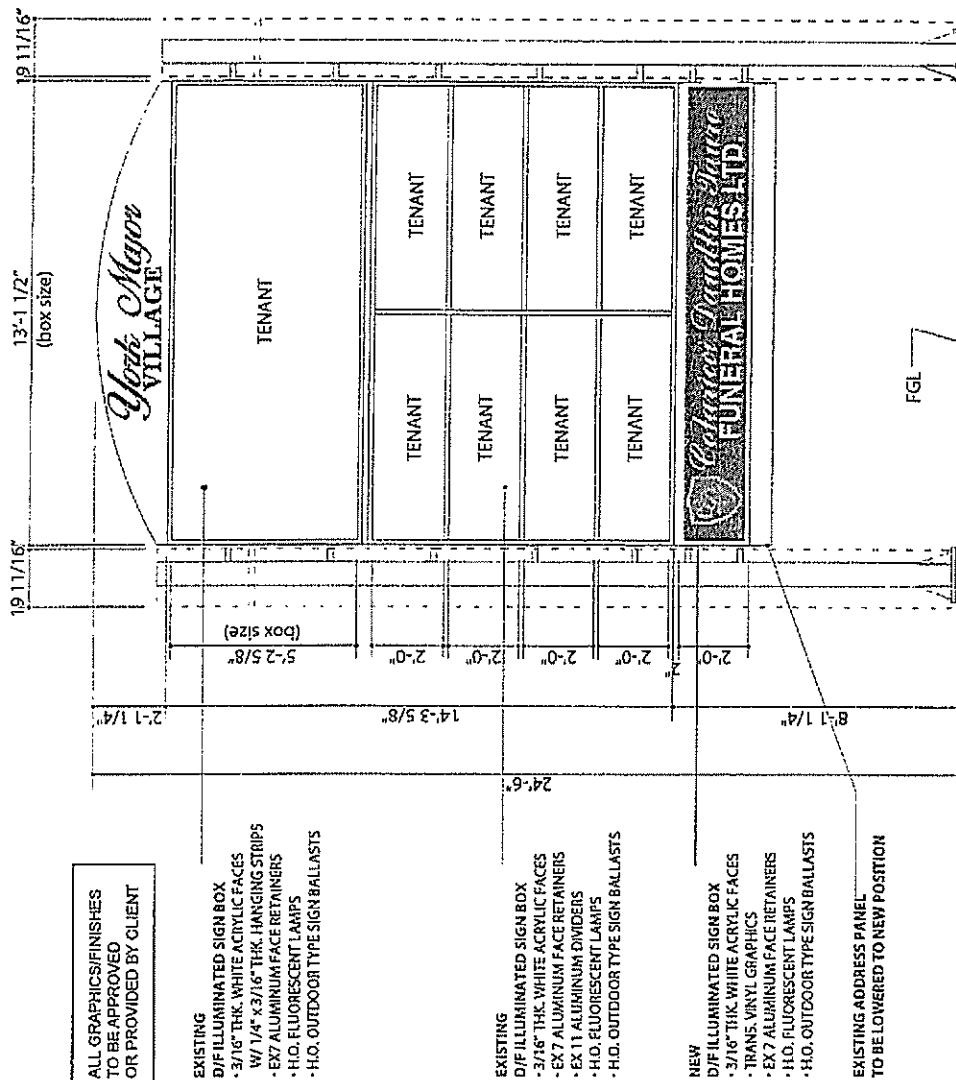 ALL GRAPHICS/FINISHES
TO BE APPROVED
OR PROVIDED BY CLIENT
EXISTING
D/F ILLUMINATED SIGN BOX
• 3/16" THK. WHITE ACRYLIC FACES
W/ 1/4" x 3/16" THK. HANGING STRIPS
• EX7 ALUMINUM FACE RETAINERS
• H.O. FLUORESCENT LAMPS
• H.O. OUTDOOR TYPE SIGN BALLASTS
EXISTING
D/F ILLUMINATED SIGN BOX
• 3/16" THK. WHITE ACRYLIC FACES
• EX 7 ALUMINUM FACE RETAINERS
• EX 11 ALUMINUM DIVIDERS
• H.O. FLUORESCENT LAMPS
• H.O. OUTDOOR TYPE SIGN BALLASTS
NEW
D/F ILLUMINATED SIGN BOX
• 3/16" THK. WHITE ACRYLIC FACES
• TRANS. VINYL GRAPHICS
• EX 7 ALUMINUM FACE RETAINERS
• H.O. FLUORESCENT LAMPS
• H.O. OUTDOOR TYPE SIGN BALLASTS
EXISTING ADDRESS PANEL
TO BE LOWERED TO NEW POSITION
19 11/16"
13'-1 1/2"
(box size)
19 11/16"
2'-1 1/4"
14'-3 5/8"
8'-1 1/4"
24'-6"
5'-2 5/8"
(box size)
2'-0"
2'-0"
2'-0"
2'-0"
2"
2'-0"
York Major
VILLAGE
TENANT
TENANT
TENANT
TENANT
TENANT
TENANT
TENANT
TENANT
TENANT
FUNERAL HOMES LTD.
FGL